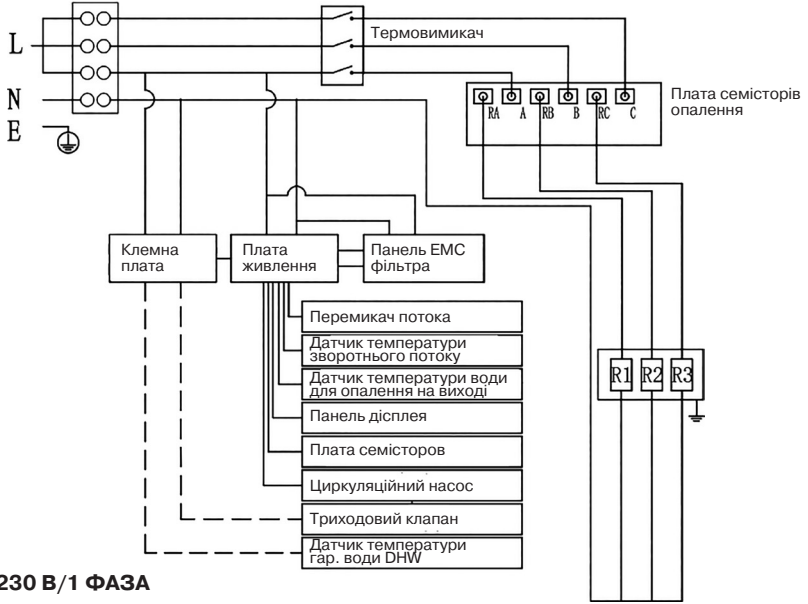 L
N
E
Термовимикач
RA A RB B RC C
Плата семісторів
опалення
Клемна
плата
Плата
живлення
Панель ЕМС
фільтра
Перемикач потока
Датчик температури
зворотнього потоку
Датчик температури води
для опалення на виході
Панель дісплея
Плата семісторов
Циркуляційний насос
Триходовий клапан
Датчик температури
гар. води DHW
R1 R2 R3
230 В/1 ФАЗА